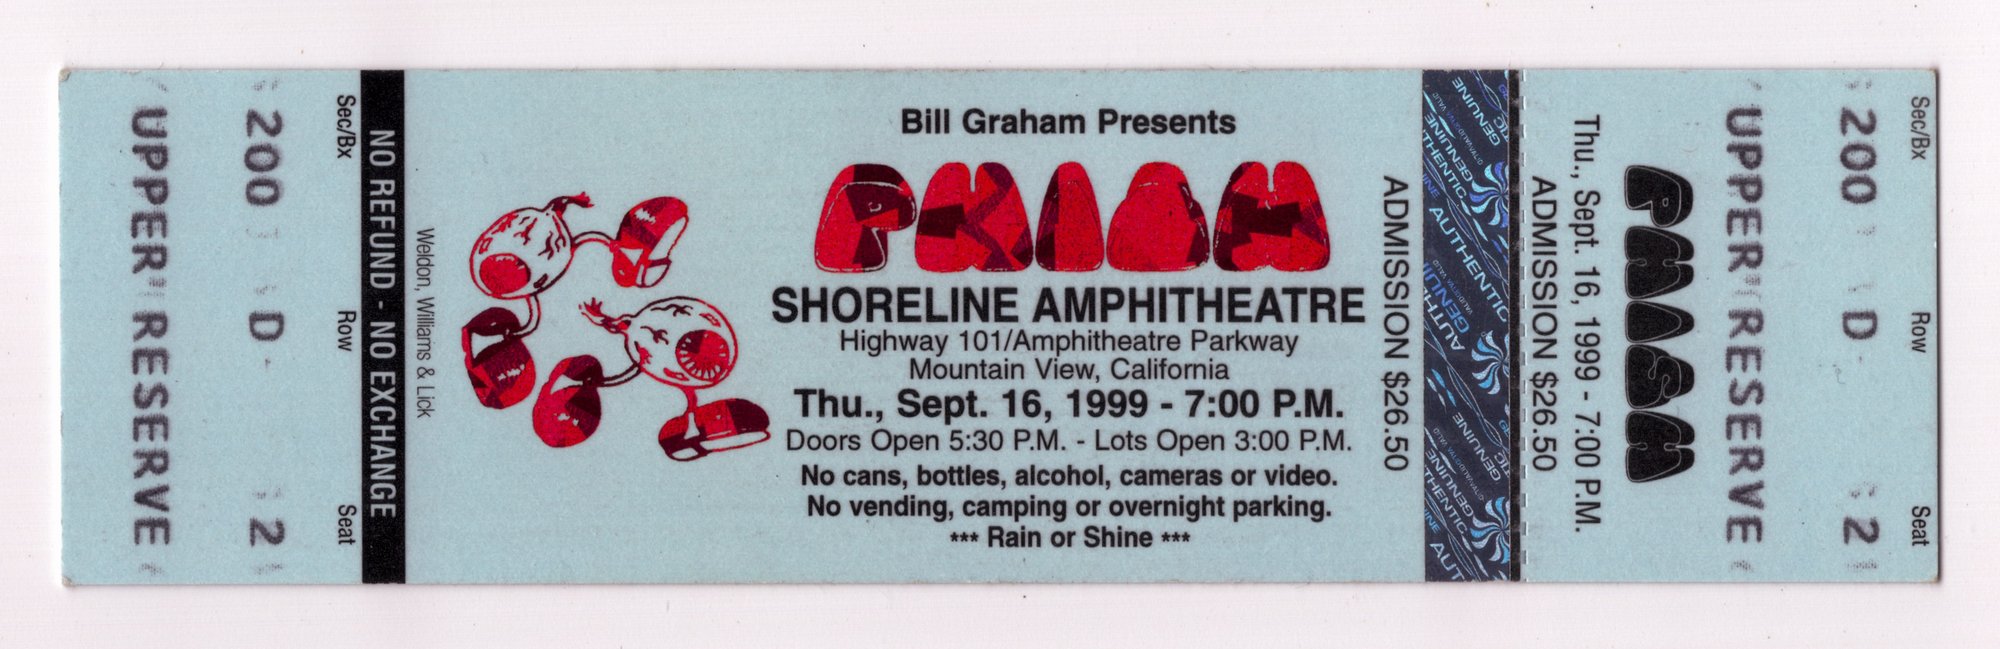 UPPER RESERVE
200 D 2
Sec/Bx Row Seat
NO REFUND - NO EXCHANGE
Weldon, Williams & Lick
Bill Graham Presents
PHISH
SHORELINE AMPHITHEATRE
Highway 101/Amphitheatre Parkway
Mountain View, California
Thu., Sept. 16, 1999 - 7:00 P.M.
Doors Open 5:30 P.M. - Lots Open 3:00 P.M.
No cans, bottles, alcohol, cameras or video.
No vending, camping or overnight parking.
*** Rain or Shine ***
ADMISSION $26.50
AUTHENTIC
GENUINE
ADMISSION $26.50
Thu., Sept. 16, 1999 - 7:00 P.M.
PHISH
UPPER RESERVE
200 D 2
Sec/Bx Row Seat